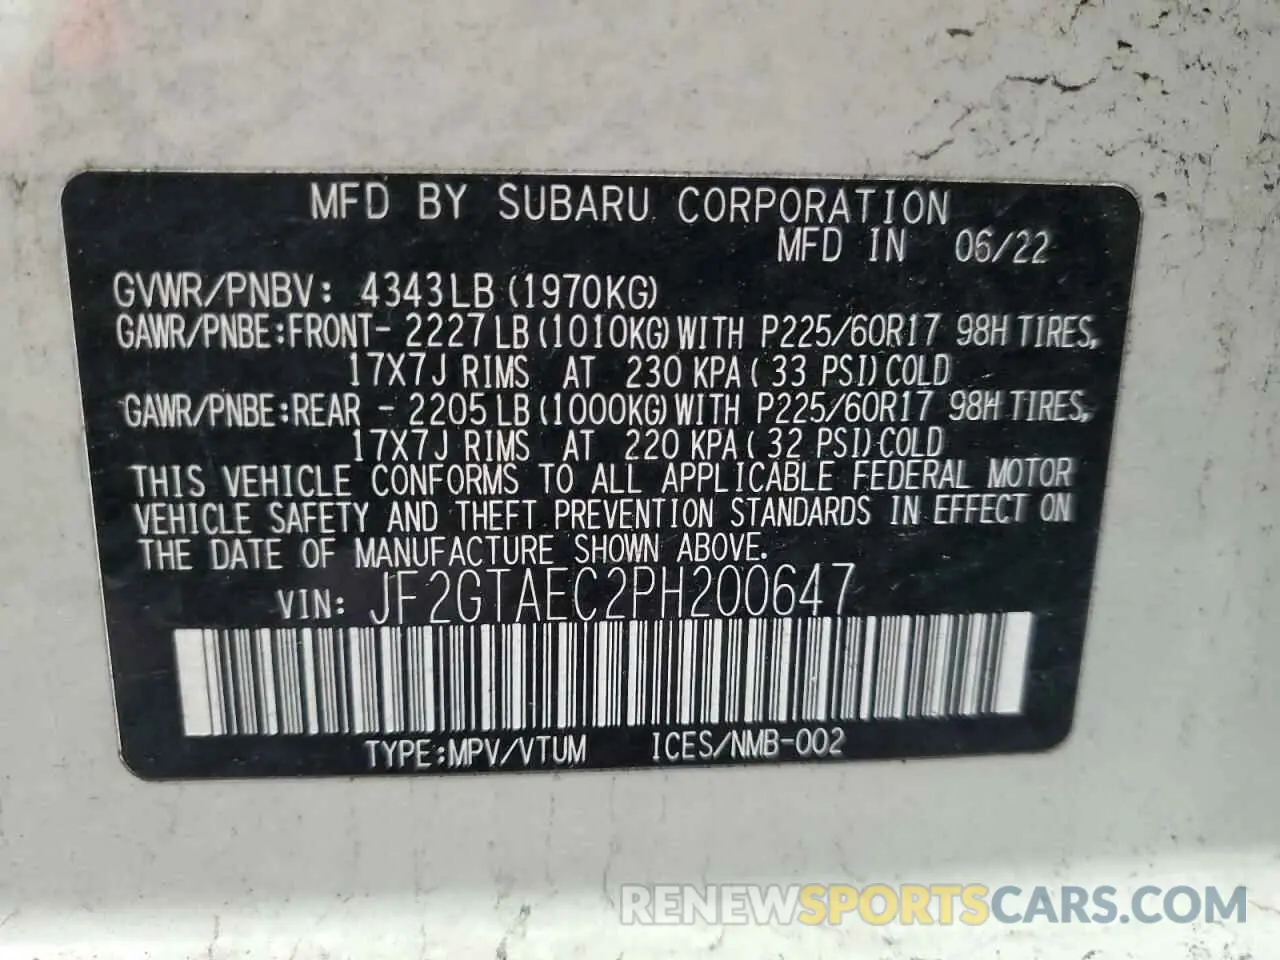 MFD BY SUBARU CORPORATION
MFD IN 06/22
GVWR/PNBV: 4343LB (1970KG)
GAWR/PNBE:FRONT- 2227 LB (1010KG) WITH P225/60R17 98H TIRES,
17X7J RIMS AT 230 KPA ( 33 PSI) COLD
GAWR/PNBE:REAR - 2205 LB (1000KG) WITH P225/60R17 98H TIRES,
17X7J RIMS AT 220 KPA ( 32 PSI) COLD
THIS VEHICLE CONFORMS TO ALL APPLICABLE FEDERAL MOTOR
VEHICLE SAFETY AND THEFT PREVENTION STANDARDS IN EFFECT ON
THE DATE OF MANUFACTURE SHOWN ABOVE.
VIN: JF2GTAEC2PH200647
TYPE:MPV/VTUM ICES/NMB-002
RENEWSPORTSCARS.COM